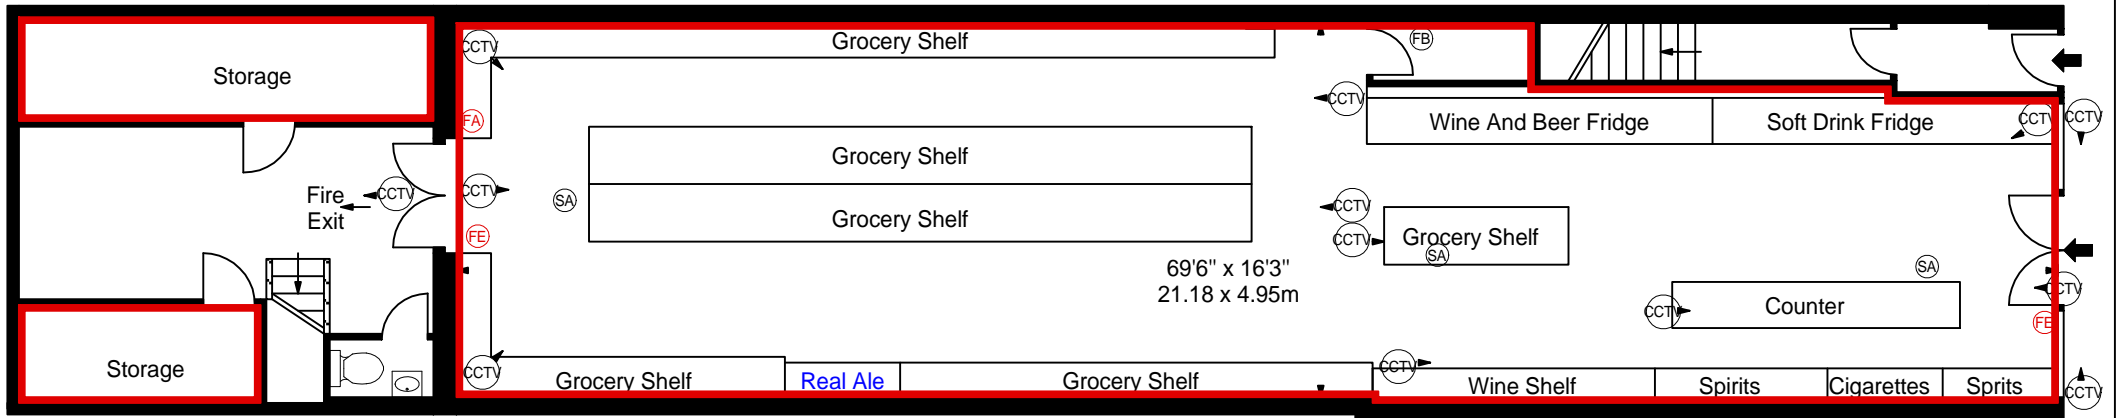 CCTV
Grocery Shelf
FB
Storage
CCTV
FA
Wine And Beer Fridge
Soft Drink Fridge
CCTV
CCTV
Grocery Shelf
Fire
Exit
CCTV
CCTV
SA
Grocery Shelf
CCTV
CCTV
Grocery Shelf
SA
FE
69'6" x 16'3"
21.18 x 4.95m
SA
CCTV
Counter
CCTV
FE
Storage
CCTV
Grocery Shelf
Real Ale
Grocery Shelf
CCTV
Wine Shelf
Spirits
Cigarettes
Sprits
CCTV